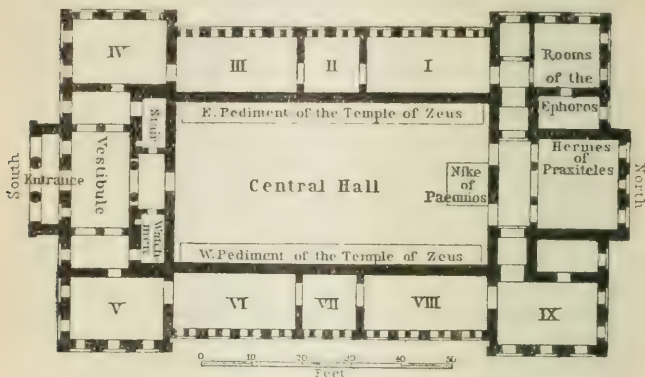 IV
III
II
I
Rooms
of the
Ephoros
E. Pediment of the Temple of Zeus
Stair
South
Entrance
Vestibule
Central Hall
Nike
of
Paeonios
Hermes
of
Praxiteles
North
Watch
men
W. Pediment of the Temple of Zeus
V
VI
VII
VIII
IX
0 10 20 30 40 50
Feet